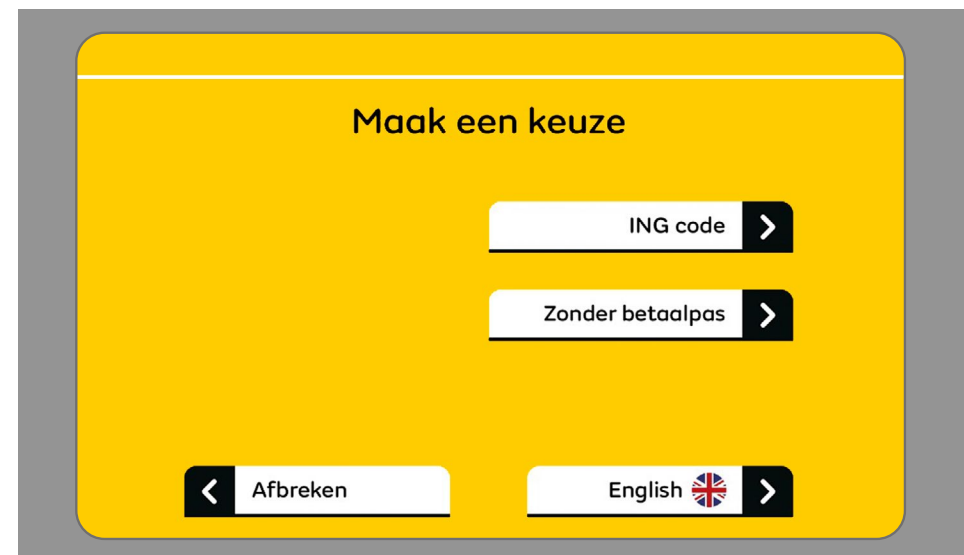 Maak een keuze
ING code
Zonder betaalpas
Afbreken
English